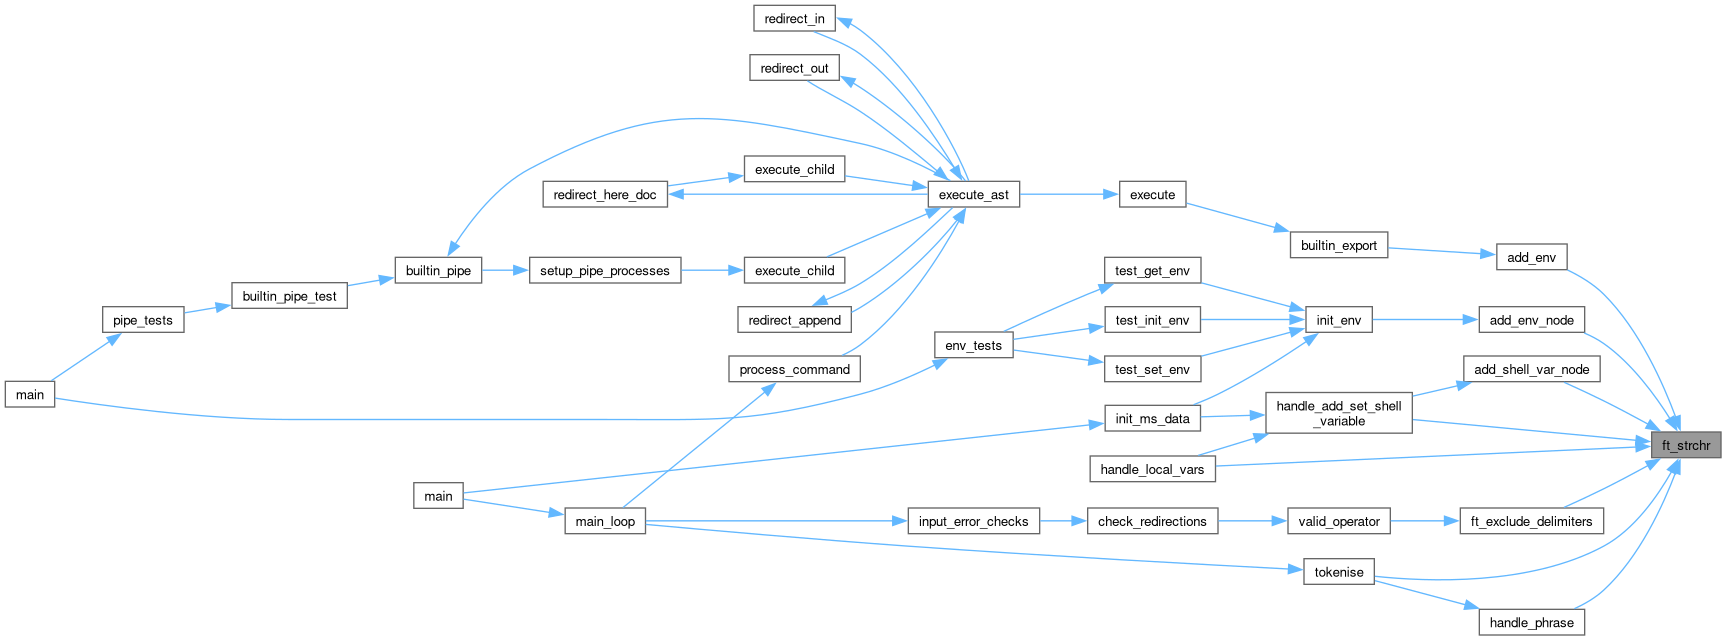 redirect_in
redirect_out
execute_child
redirect_here_doc
execute_ast
execute
builtin_export
add_env
builtin_pipe
setup_pipe_processes
execute_child
test_get_env
builtin_pipe_test
pipe_tests
redirect_append
test_init_env
init_env
add_env_node
env_tests
process_command
test_set_env
add_shell_var_node
main
init_ms_data
handle_add_set_shell
_variable
ft_strchr
handle_local_vars
main
main_loop
input_error_checks
check_redirections
valid_operator
ft_exclude_delimiters
tokenise
handle_phrase